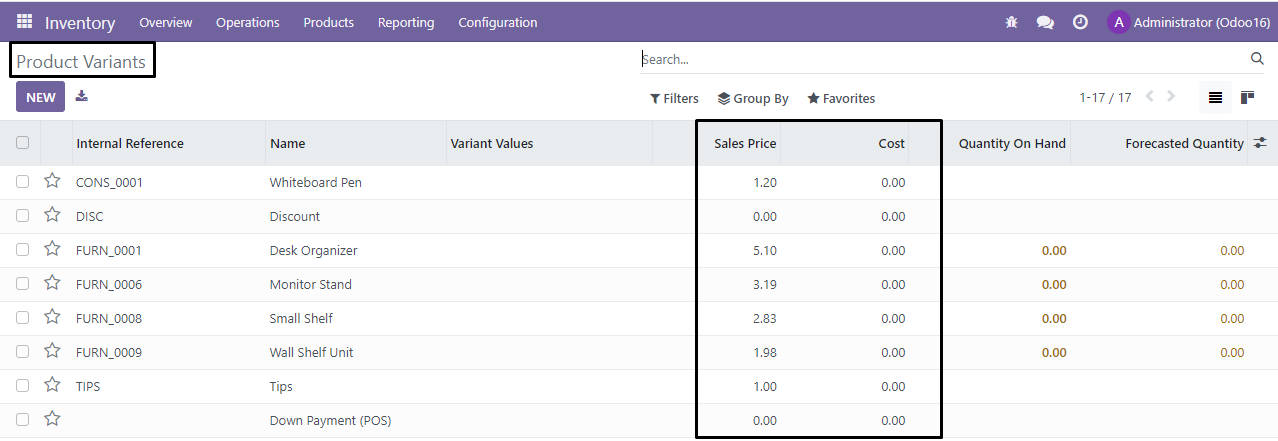 Inventory Overview Operations Products Reporting Configuration A Administrator (Odoo16)
Product Variants Search...
NEW Filters Group By Favorites 1-17 / 17
Internal Reference Name Variant Values Sales Price Cost Quantity On Hand Forecasted Quantity
CONS_0001 Whiteboard Pen 1.20 0.00
DISC Discount 0.00 0.00
FURN_0001 Desk Organizer 5.10 0.00 0.00 0.00
FURN_0006 Monitor Stand 3.19 0.00 0.00 0.00
FURN_0008 Small Shelf 2.83 0.00 0.00 0.00
FURN_0009 Wall Shelf Unit 1.98 0.00 0.00 0.00
TIPS Tips 1.00 0.00
Down Payment (POS) 0.00 0.00